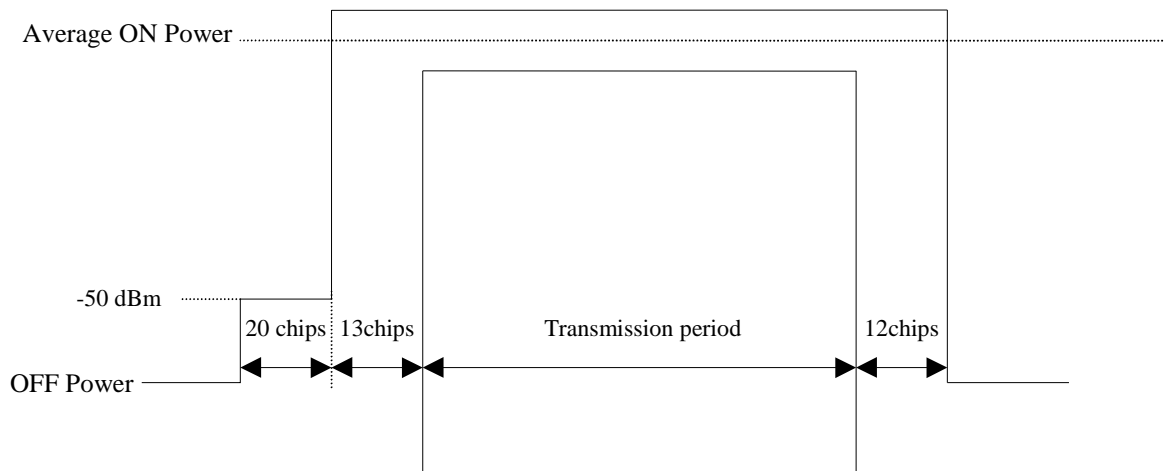 Average ON Power
-50 dBm
20 chips
13chips
Transmission period
12chips
OFF Power